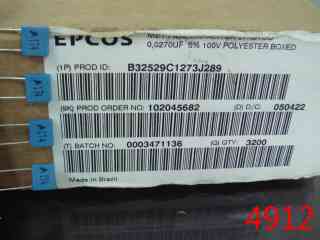 EPCOS
0,0270UF 5% 100V POLYESTER BOXED
(1P) PROD ID: B32529C1273J289
(9K) PROD ORDER NO: 102045682 (D) D/C: 050422
(T) BATCH NO: 0003471136 (Q) QTY: 3200
Made in Brazil
4912